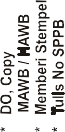 * DO, Copy
MAWB / HAWB
* Memberi Stempel
* Tulis No SPPB